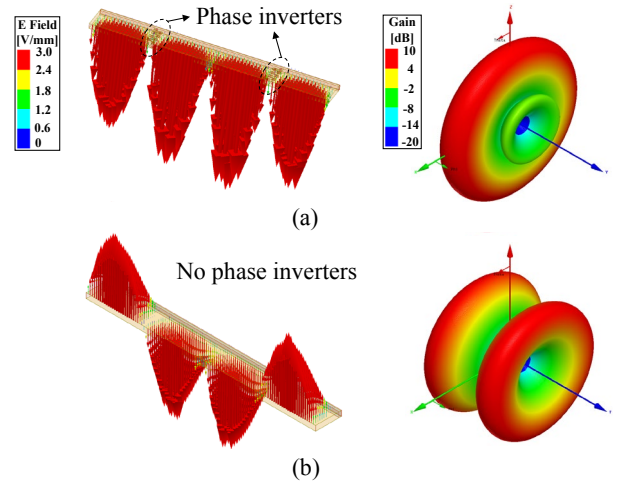 E Field
[V/mm]
3.0
2.4
1.8
1.2
0.6
0
Phase inverters
Gain
[dB]
10
4
-2
-8
-14
-20
(a)
No phase inverters
(b)